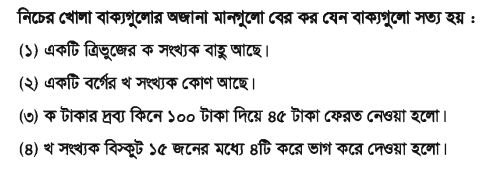 নিচের খোলা বাক্যগুলোর অজানা মানগুলো বের কর যেন বাক্যগুলো সত্য হয় :
(১) একটি ত্রিভুজের ক সংখ্যক বাহু আছে।
(২) একটি বর্গের খ সংখ্যক কোণ আছে।
(৩) ক টাকার দ্রব্য কিনে ১০০ টাকা দিয়ে ৪৫ টাকা ফেরত নেওয়া হলো।
(৪) খ সংখ্যক বিস্কুট ১৫ জনের মধ্যে ৪টি করে ভাগ করে দেওয়া হলো।